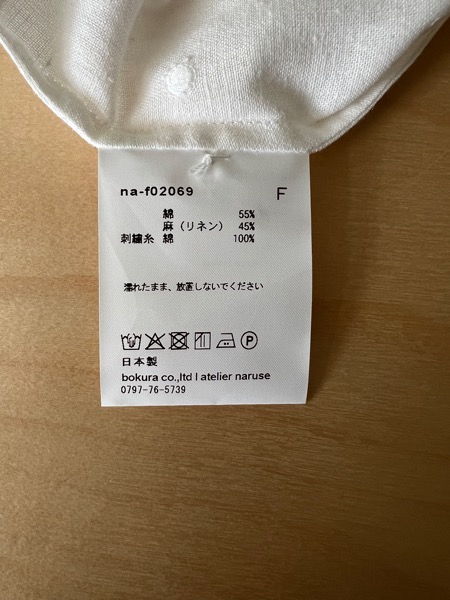 na-f02069 F
綿 55%
麻（リネン） 45%
刺繍糸 綿 100%
濡れたまま、放置しないでください
日本製
bokura co.,ltd l atelier naruse
0797-76-5739